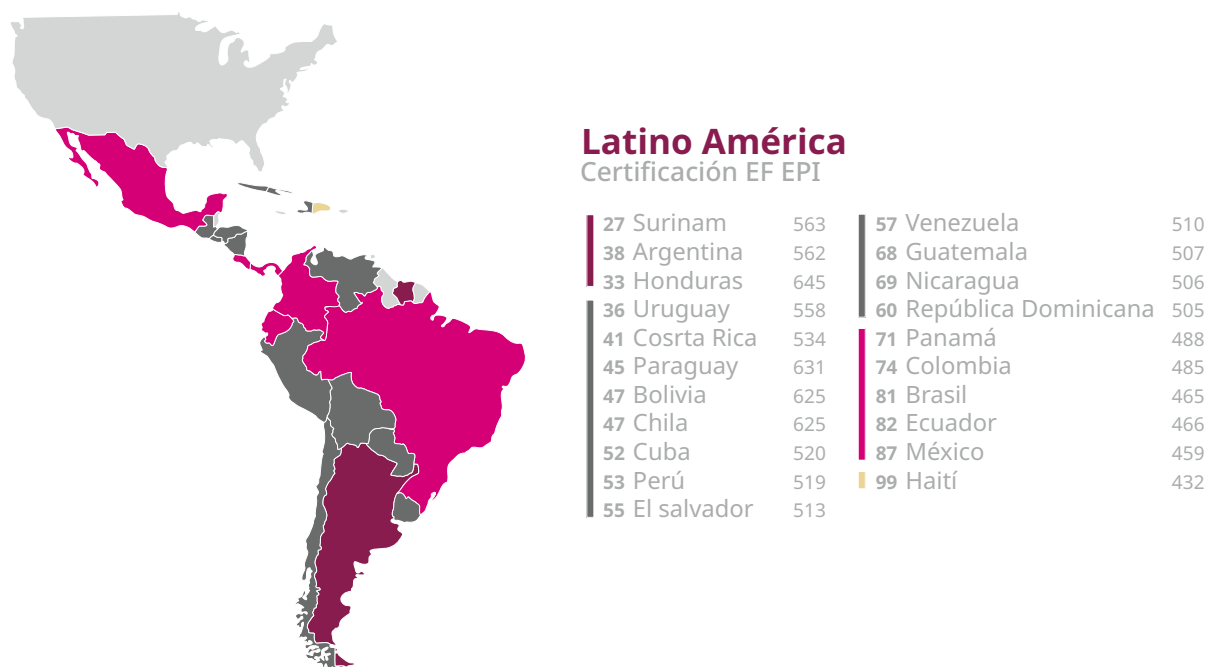 Latino América
Certificación EF EPI
27 Surinam 563
38 Argentina 562
33 Honduras 645
36 Uruguay 558
41 Cosrta Rica 534
45 Paraguay 631
47 Bolivia 625
47 Chila 625
52 Cuba 520
53 Perú 519
55 El salvador 513
57 Venezuela 510
68 Guatemala 507
69 Nicaragua 506
60 República Dominicana 505
71 Panamá 488
74 Colombia 485
81 Brasil 465
82 Ecuador 466
87 México 459
99 Haití 432